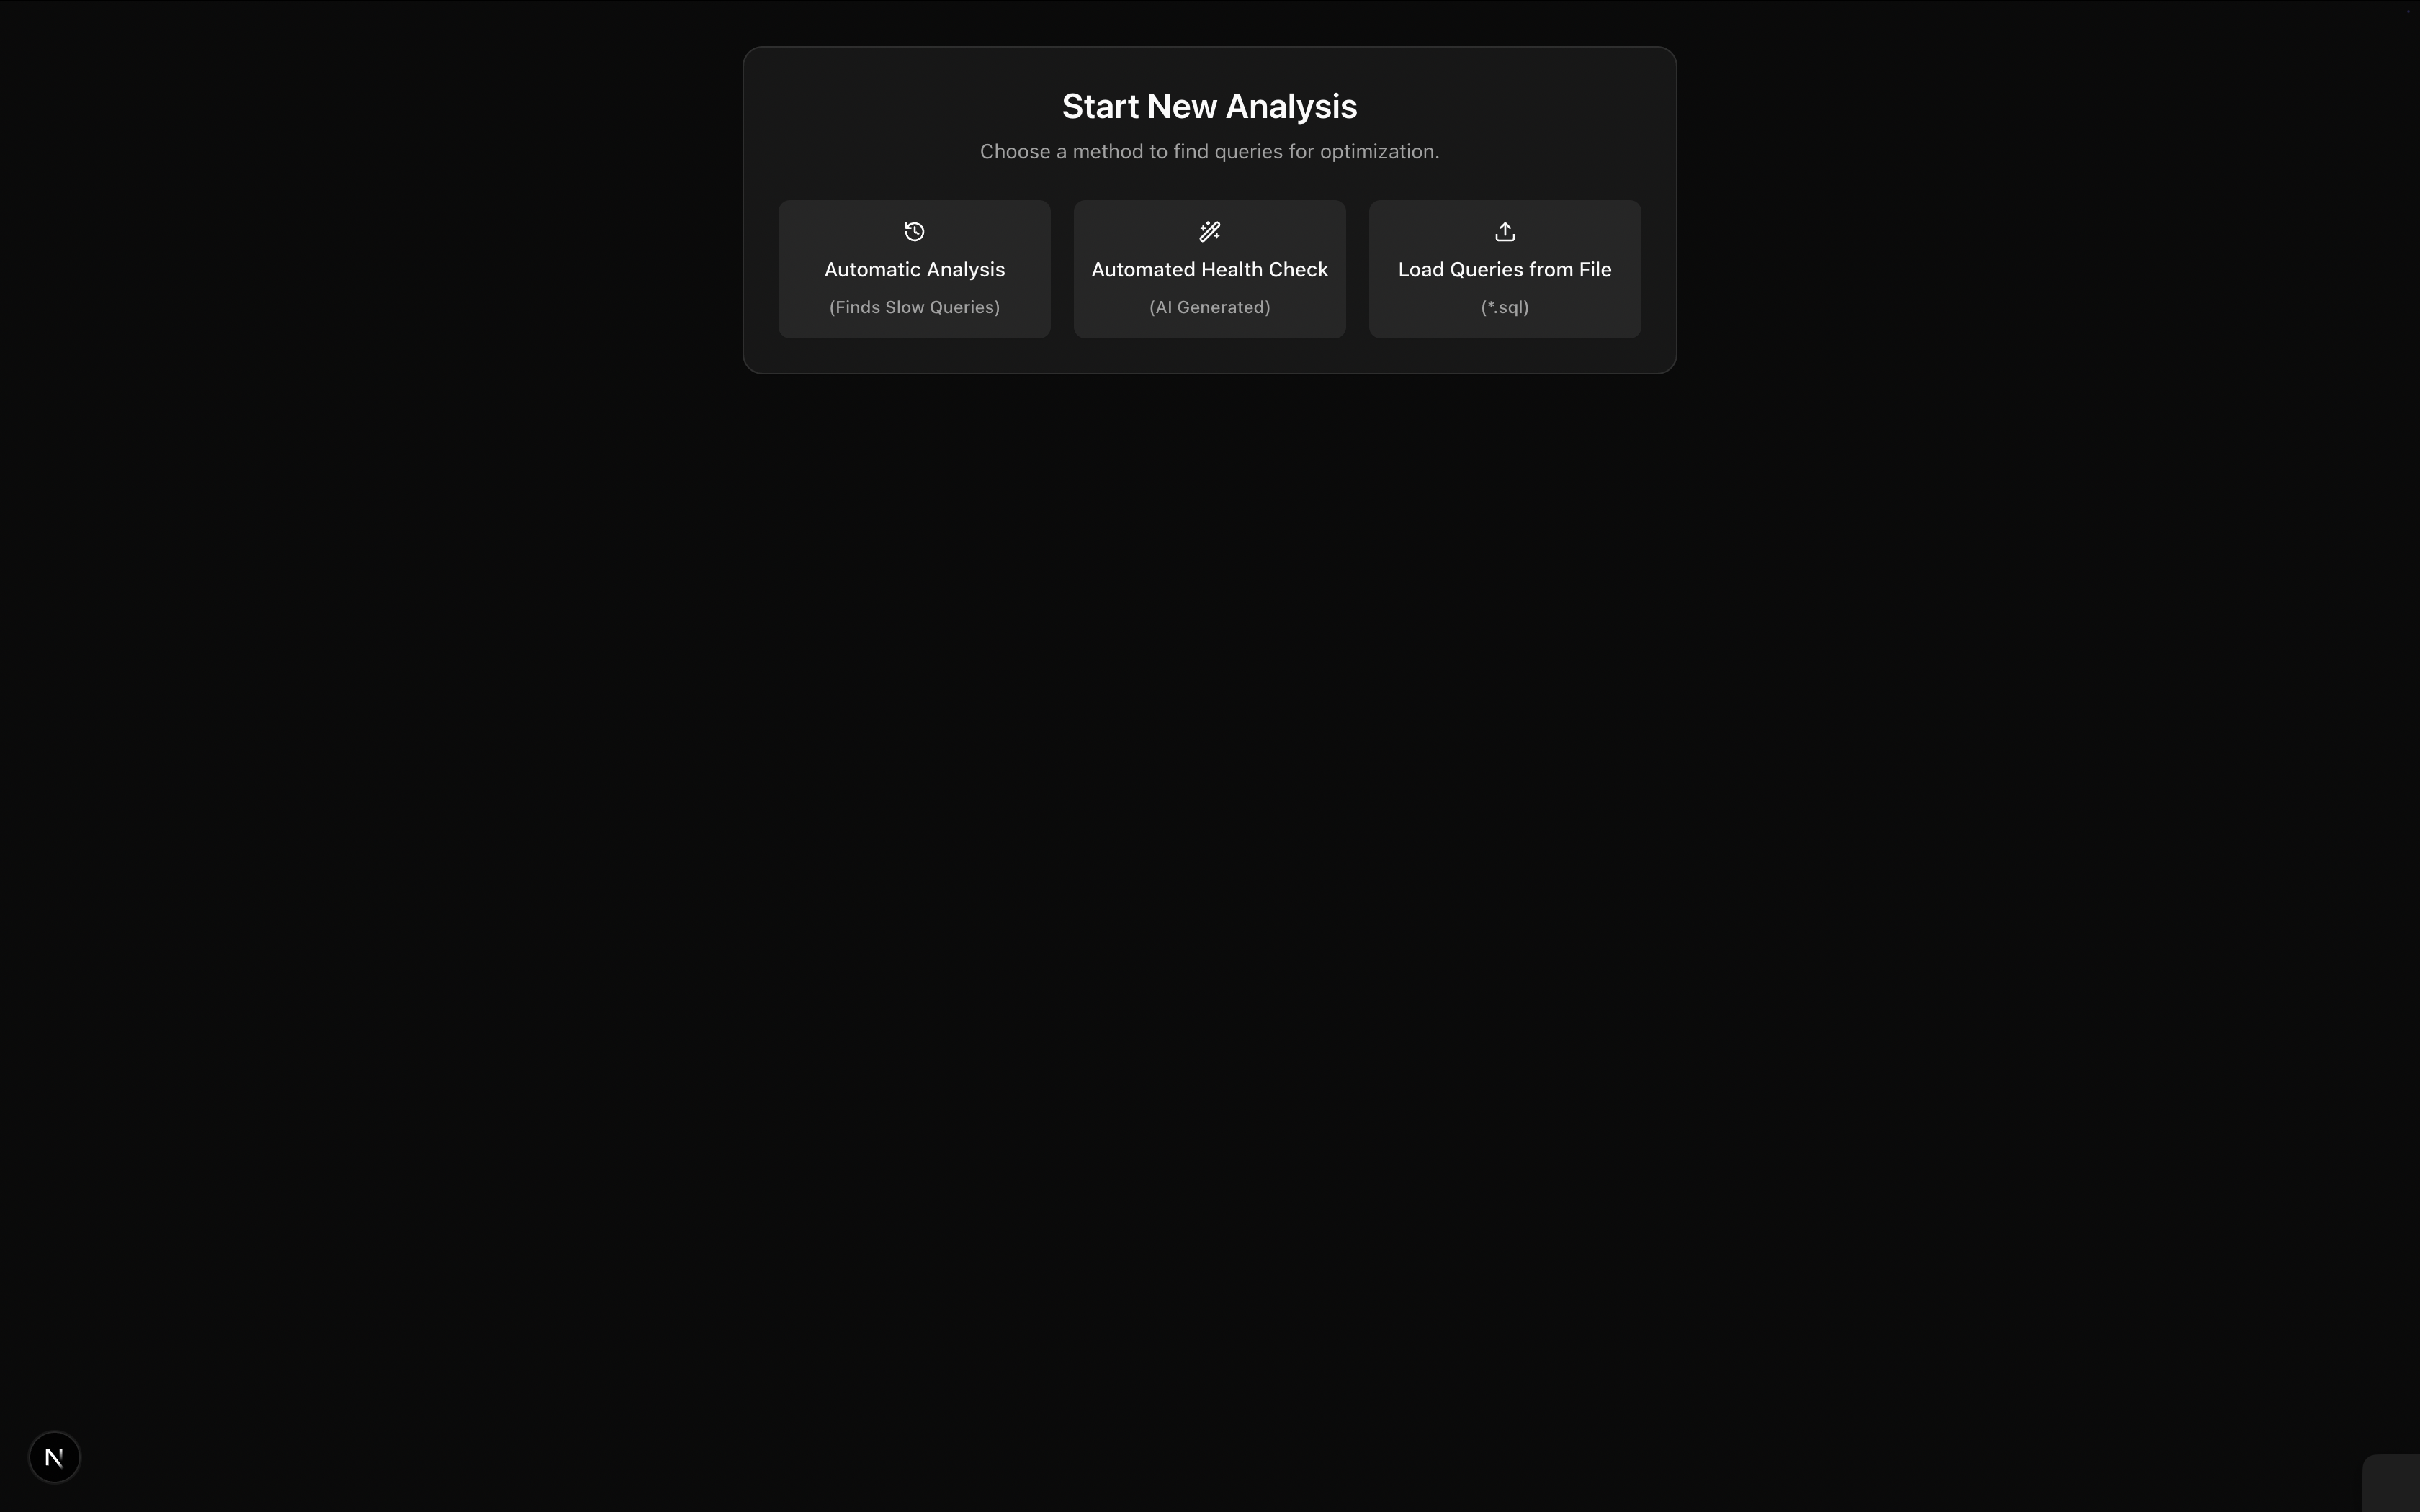 Start New Analysis
Choose a method to find queries for optimization.
Automatic Analysis
(Finds Slow Queries)
Automated Health Check
(AI Generated)
Load Queries from File
(*.sql)
N